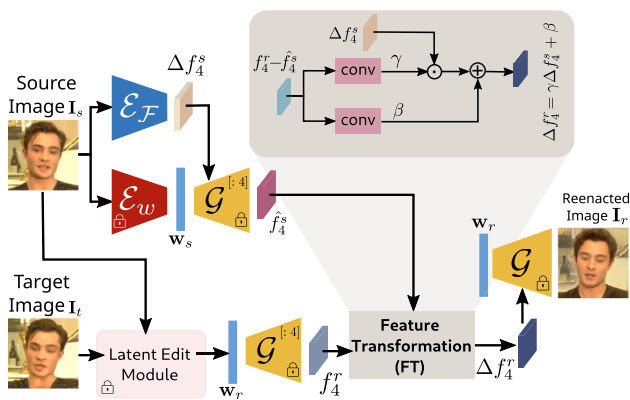 Source
Image I_s
ℰ_ℱ
Δf_4^s
ℰ_w
w_s
𝒢 [: 4]
f̂_4^s
Δf_4^s
f_4^r−f̂_4^s
conv
γ
conv
β
Δf_4^r = γΔf_4^s + β
Target
Image I_t
Latent Edit
Module
w_r
𝒢 [: 4]
f_4^r
Feature
Transformation
(FT)
Δf_4^r
w_r
𝒢
Reenacted
Image I_r